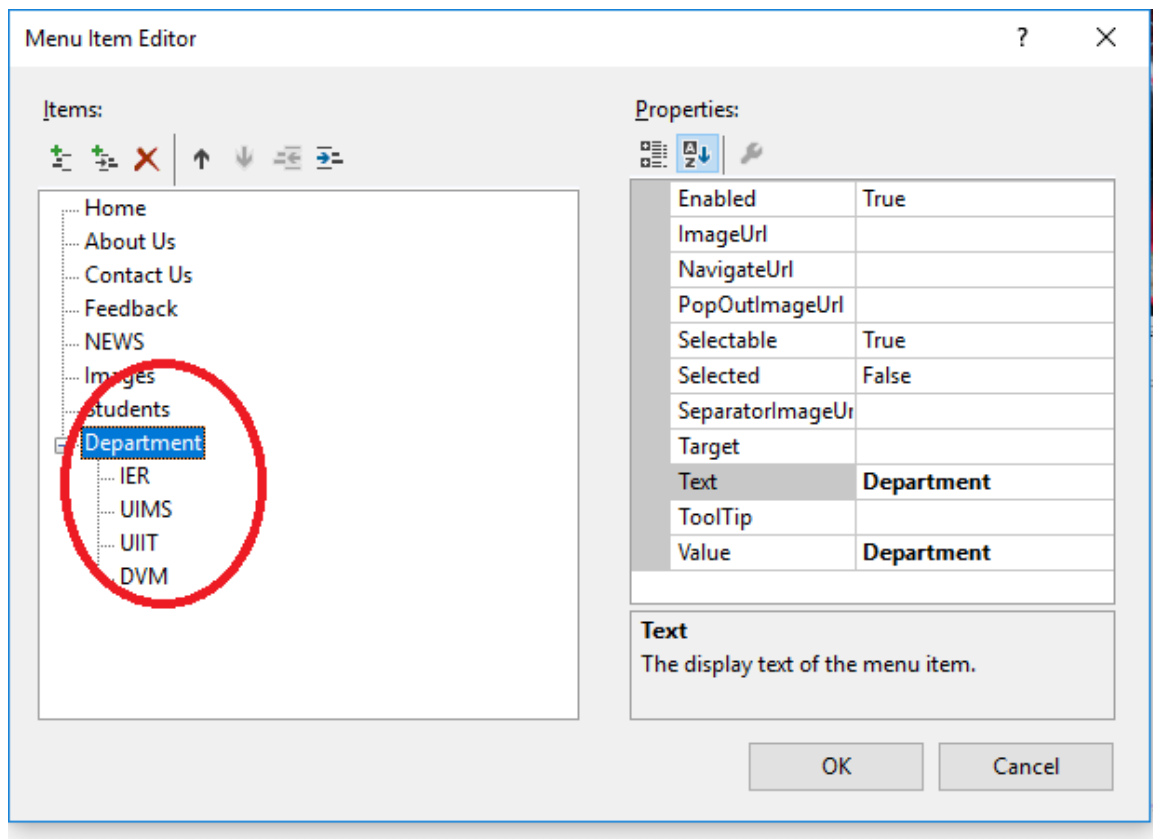 Menu Item Editor ? ×
Items:
Properties:
Home
About Us
Contact Us
Feedback
NEWS
Images
Students
Department
IER
UIMS
UIIT
DVM
Enabled True
ImageUrl
NavigateUrl
PopOutImageUrl
Selectable True
Selected False
SeparatorImageUr
Target
Text Department
ToolTip
Value Department
Text
The display text of the menu item.
OK Cancel